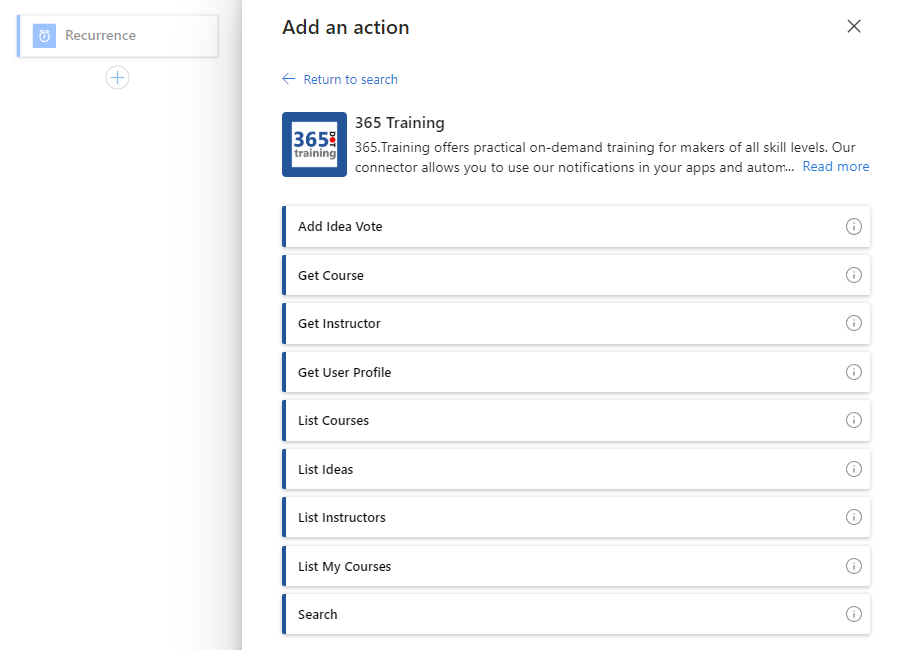 Recurrence
Add an action
Return to search
365 DOT
training
365 Training
365.Training offers practical on-demand training for makers of all skill levels. Our
connector allows you to use our notifications in your apps and autom... Read more
Add Idea Vote
Get Course
Get Instructor
Get User Profile
List Courses
List Ideas
List Instructors
List My Courses
Search